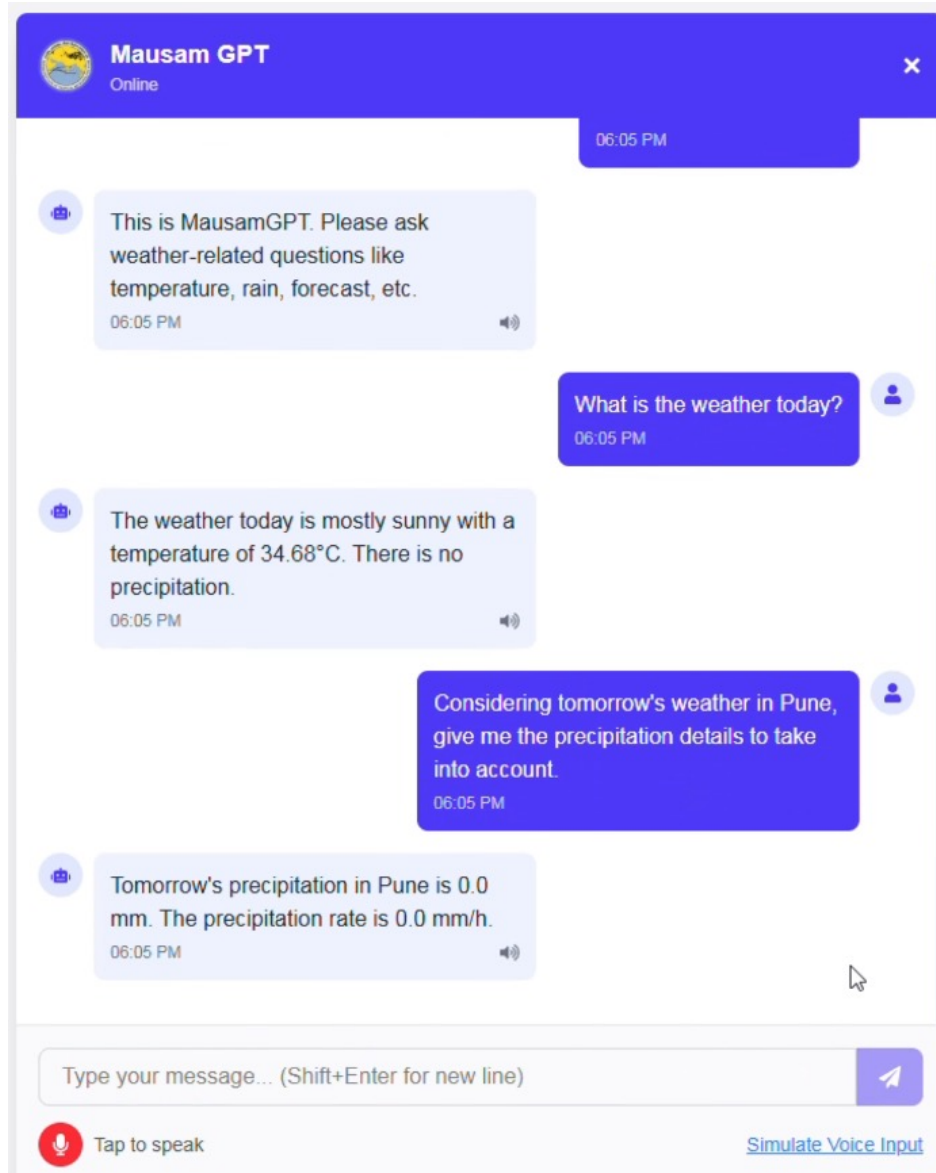 Mausam GPT
Online
06:05 PM
This is MausamGPT. Please ask
weather-related questions like
temperature, rain, forecast, etc.
06:05 PM
What is the weather today?
06:05 PM
The weather today is mostly sunny with a
temperature of 34.68°C. There is no
precipitation.
06:05 PM
Considering tomorrow's weather in Pune,
give me the precipitation details to take
into account.
06:05 PM
Tomorrow's precipitation in Pune is 0.0
mm. The precipitation rate is 0.0 mm/h.
06:05 PM
Type your message... (Shift+Enter for new line)
Tap to speak
Simulate Voice Input